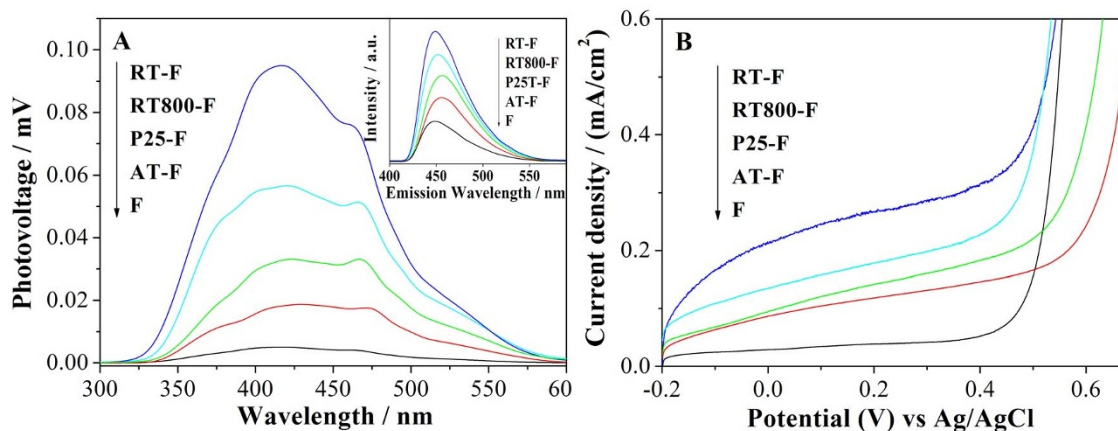 A
0.10
0.08
0.06
0.04
0.02
0.00
Photovoltage / mV
RT-F
RT800-F
P25-F
AT-F
F
300 350 400 450 500 550 60
Wavelength / nm
Intensity / a.u.
RT-F
RT800-F
P25T-F
AT-F
F
400 450 500 550
Emission Wavelength / nm
B
0.6
0.4
0.2
0.0
Current density / (mA/cm²)
RT-F
RT800-F
P25-F
AT-F
F
-0.2 0.0 0.2 0.4 0.6
Potential (V) vs Ag/AgCl